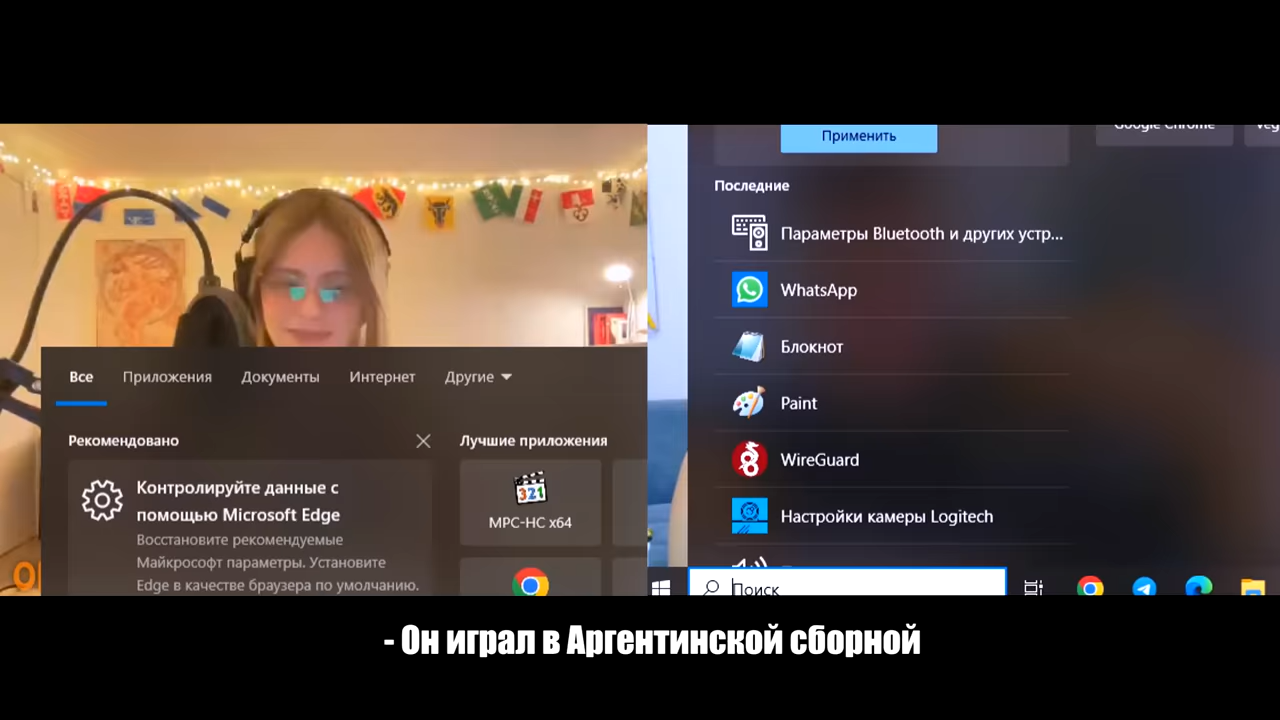 Применить
Google Chrome
Последние
Параметры Bluetooth и других устр...
WhatsApp
Блокнот
Paint
WireGuard
Настройки камеры Logitech
Поиск
Все
Приложения
Документы
Интернет
Другие
Рекомендовано
Лучшие приложения
Контролируйте данные с
помощью Microsoft Edge
Восстановите рекомендуемые
Майкрософт параметры. Установите
Edge в качестве браузера по умолчанию.
321
MPC-HC x64
- Он играл в Аргентинской сборной